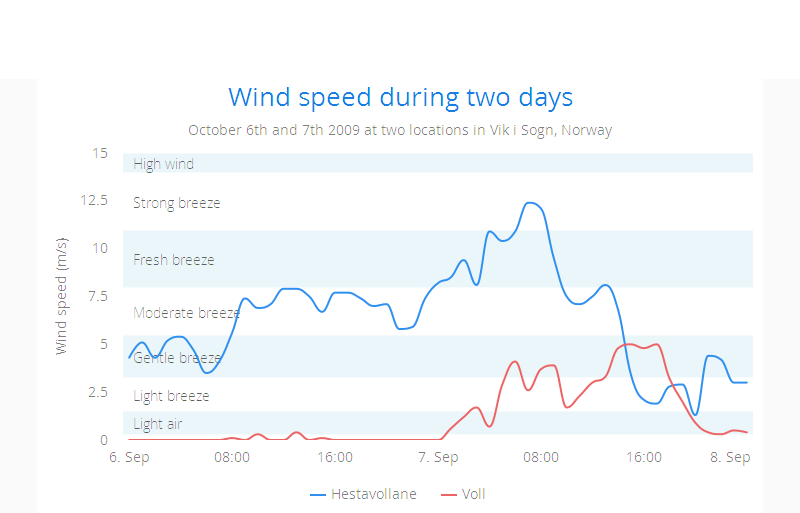 Wind speed during two days
October 6th and 7th 2009 at two locations in Vik i Sogn, Norway
Wind speed (m/s)
15
12.5
10
7.5
5
2.5
0
High wind
Strong breeze
Fresh breeze
Moderate breeze
Gentle breeze
Light breeze
Light air
6. Sep
08:00
16:00
7. Sep
08:00
16:00
8. Sep
Hestavollane
Voll